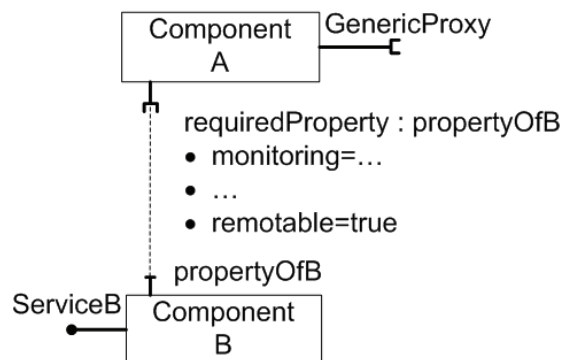 Component
A
GenericProxy
requiredProperty : propertyOfB
• monitoring=...
• ...
• remotable=true
propertyOfB
ServiceB
Component
B